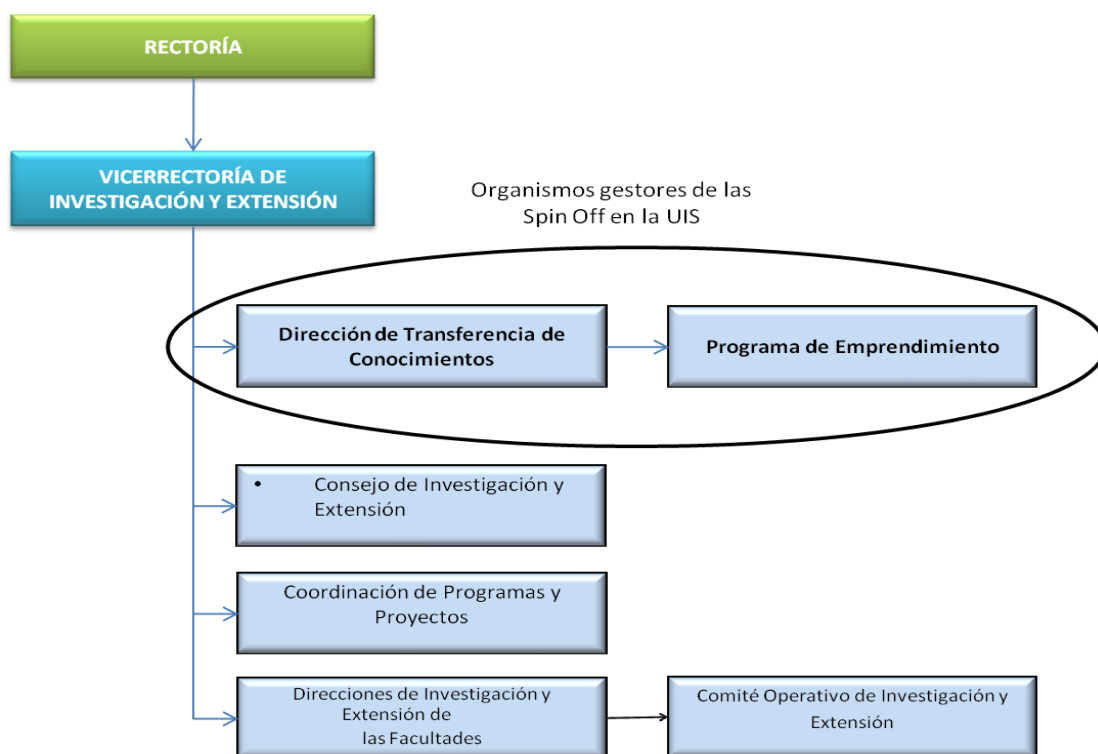 RECTORÍA
VICERRECTORÍA DE
INVESTIGACIÓN Y EXTENSIÓN
Organismos gestores de las
Spin Off en la UIS
Dirección de Transferencia de
Conocimientos
Programa de Emprendimiento
• Consejo de Investigación y
Extensión
Coordinación de Programas y
Proyectos
Direcciones de Investigación y
Extensión de
las Facultades
Comité Operativo de Investigación y
Extensión